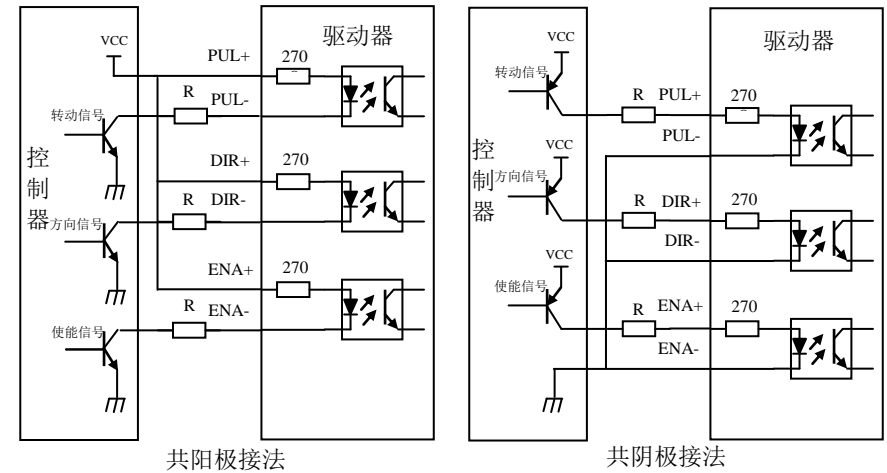 VCC
驱动器
PUL+
270
转动信号
R
PUL-
控制器
DIR+
270
方向信号
R
DIR-
ENA+
270
使能信号
R
ENA-
共阳极接法
VCC
驱动器
转动信号
R
PUL+
270
PUL-
控制器
VCC
方向信号
R
DIR+
270
DIR-
VCC
使能信号
R
ENA+
270
ENA-
共阴极接法